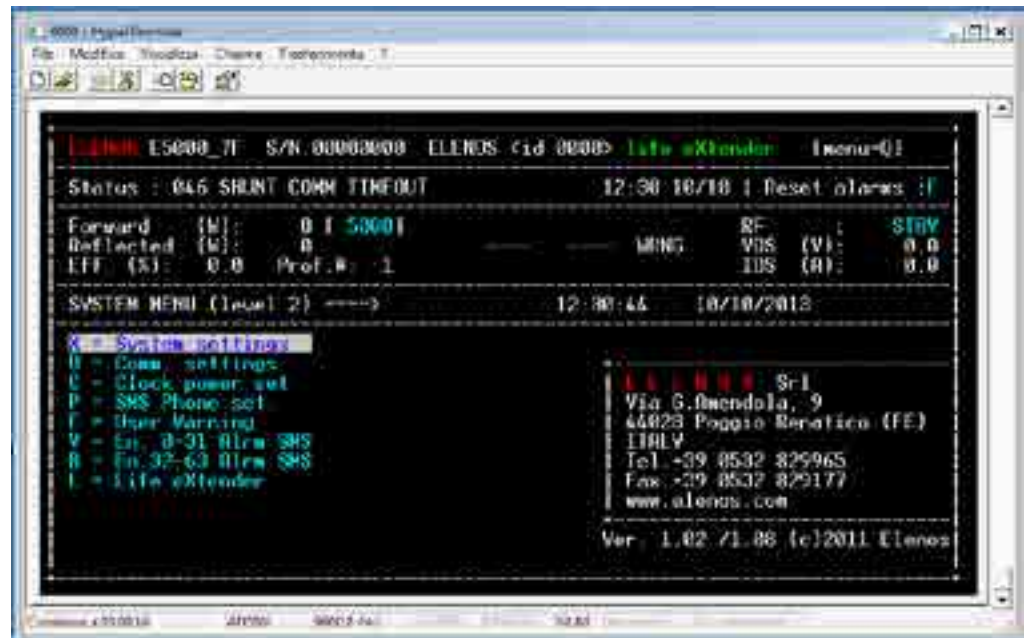 File Modifica Visualizza Chiama Trasferimento ?
E5000_7F S/N 00000000 ELENOS <id 0000> life eXtender [menu=Q]
Status : 046 SHUNT COMM TIMEOUT 12:30 10/10 ! Reset alarms :F
Forward (W): 0 [ 5000] RF : STBY
Reflected (W): 0 WRNG VDS (V): 0.0
Eff (%): 0.0 Prof.#: 1 IDS (A): 0.0
SYSTEM MENU (level 2) ----> 12:30:44 10/10/2013
= System settings
= Comm. settings
C = Clock power set
P = SMS Phone set
= User Warning
V = En. 0-31 Alrm SMS
= En.32-63 Alrm SMS
L = Life eXtender
E L E N O S Srl
Via G.Amendola, 9
44028 Poggio Renatico (FE)
ITALY
Tel +39 0532 829965
Fax +39 0532 829177
www.elenos.com
Ver. 1.02 /1.08 (c)2011 Elenos